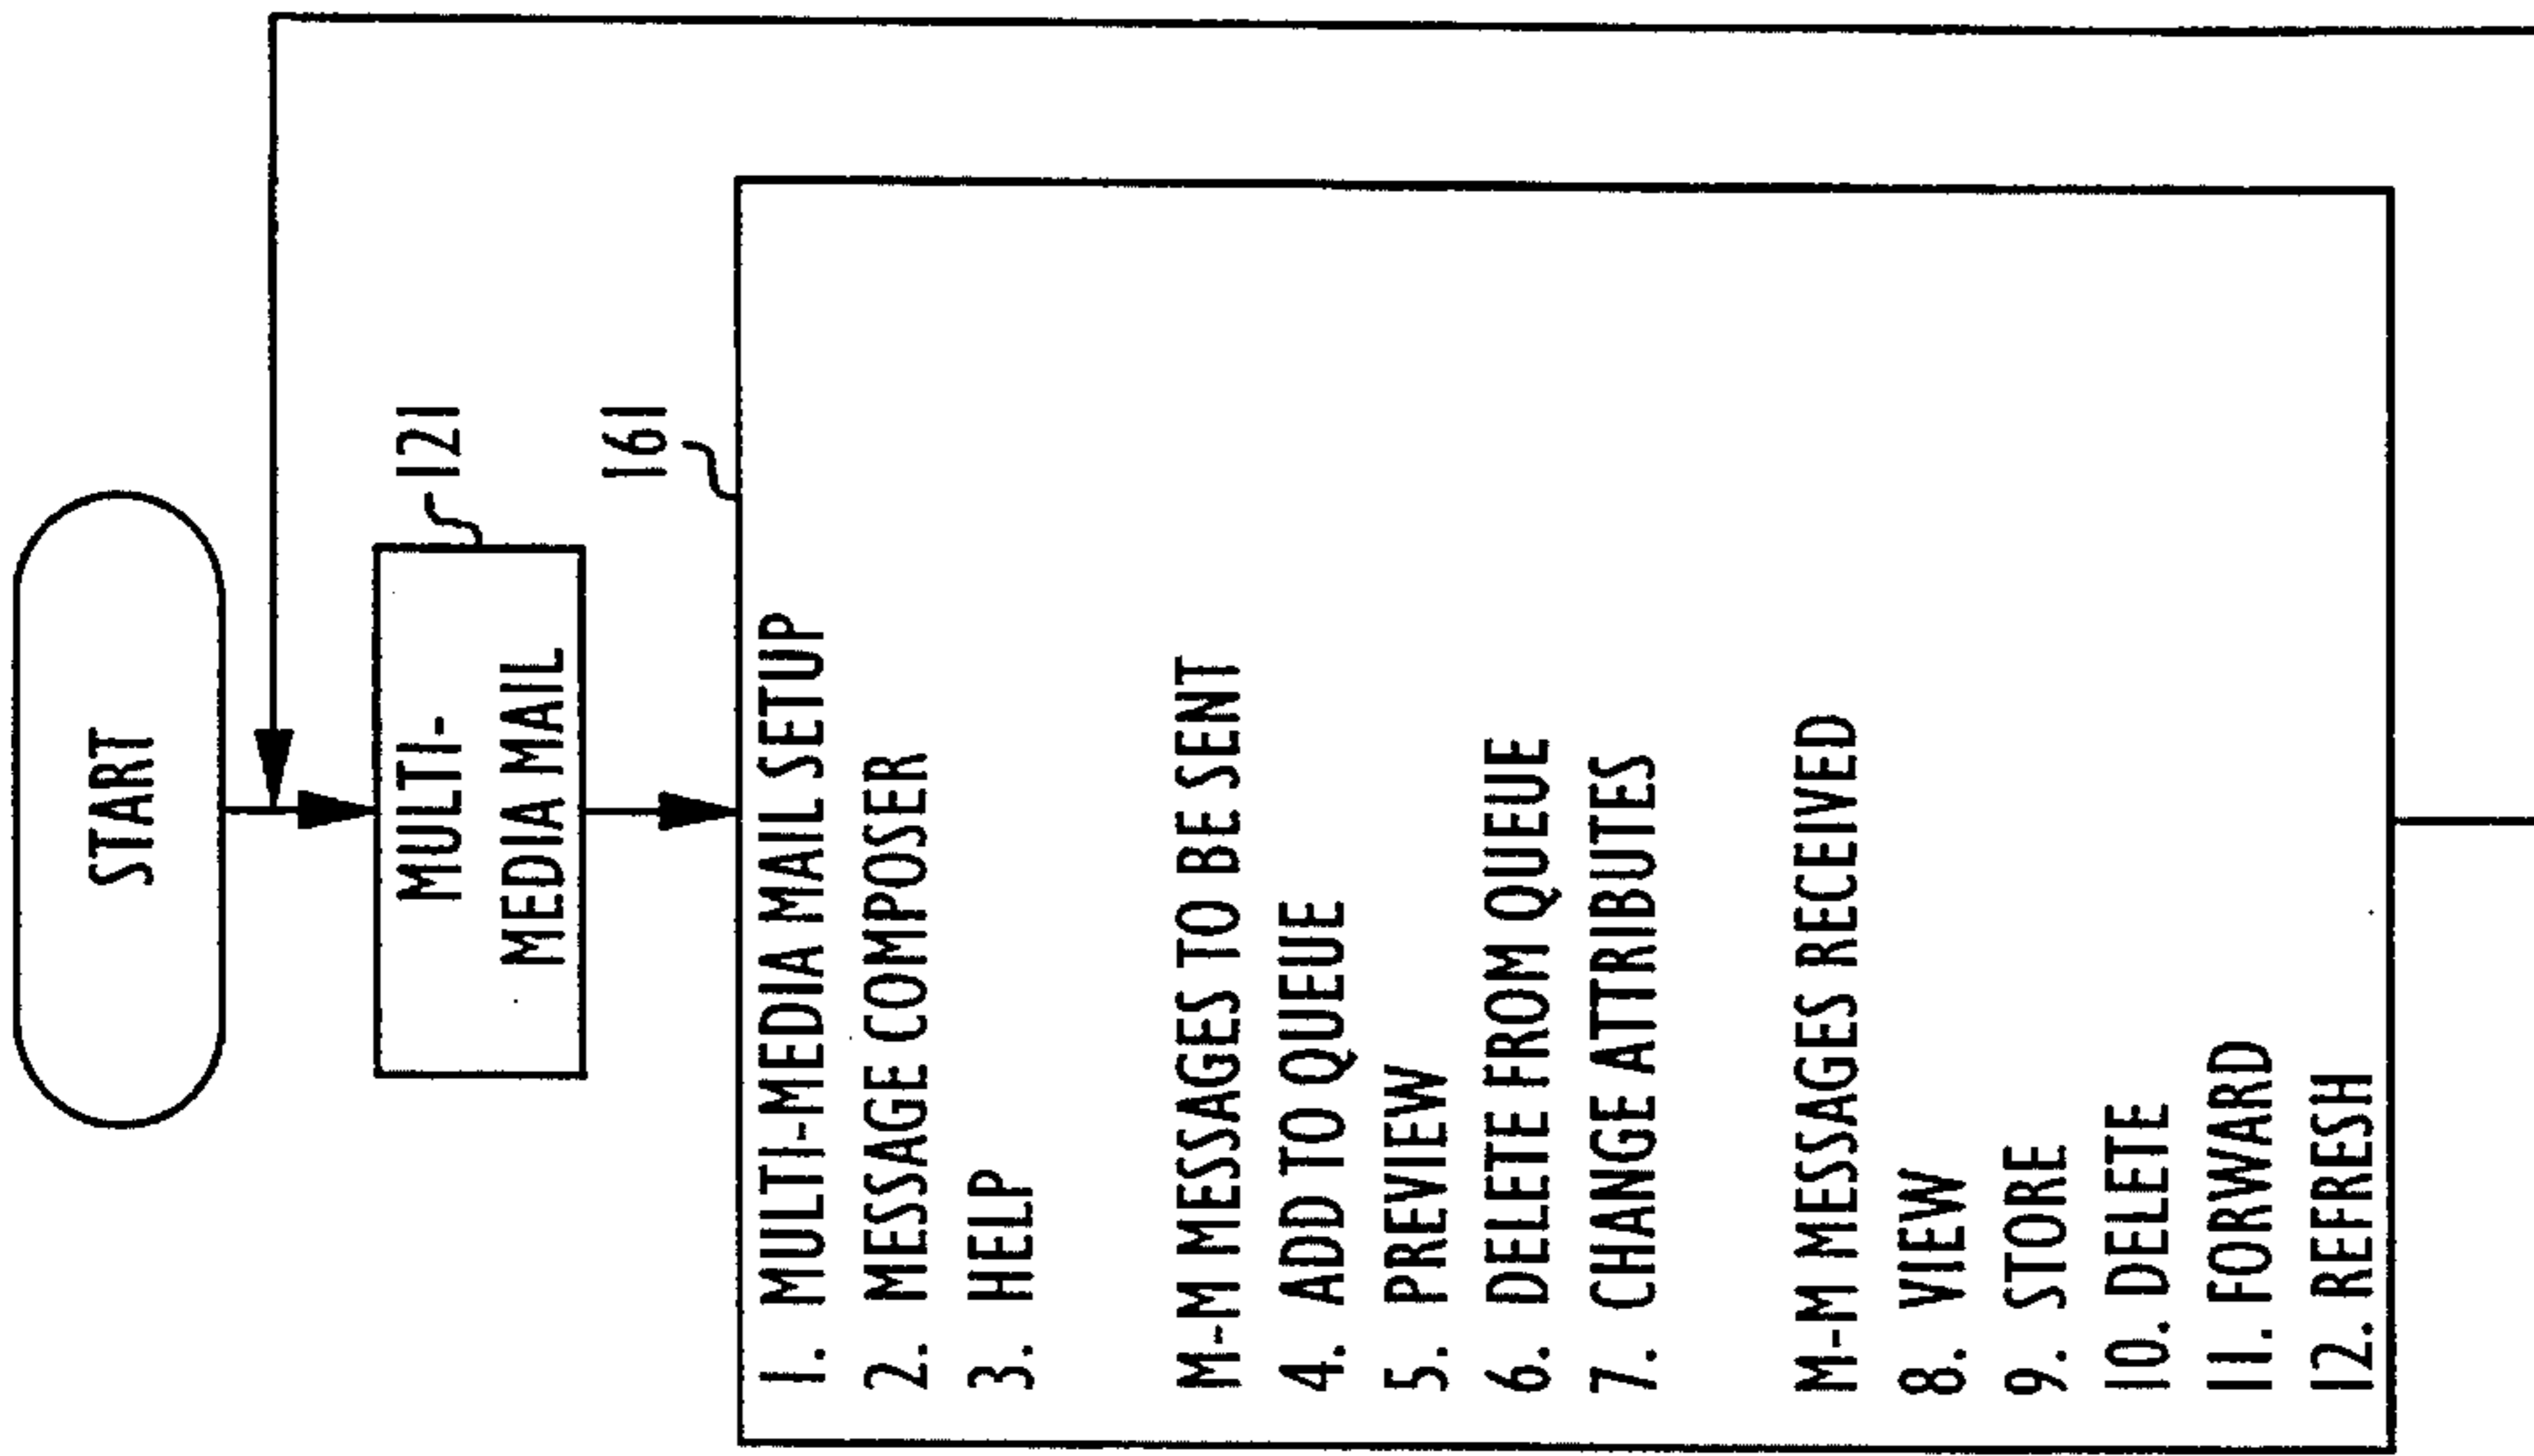 START
MULTI-
MEDIA MAIL
121
161
1. MULTI-MEDIA MAIL SETUP
2. MESSAGE COMPOSER
3. HELP
M-M MESSAGES TO BE SENT
4. ADD TO QUEUE
5. PREVIEW
6. DELETE FROM QUEUE
7. CHANGE ATTRIBUTES
M-M MESSAGES RECEIVED
8. VIEW
9. STORE
10. DELETE
11. FORWARD
12. REFRESH